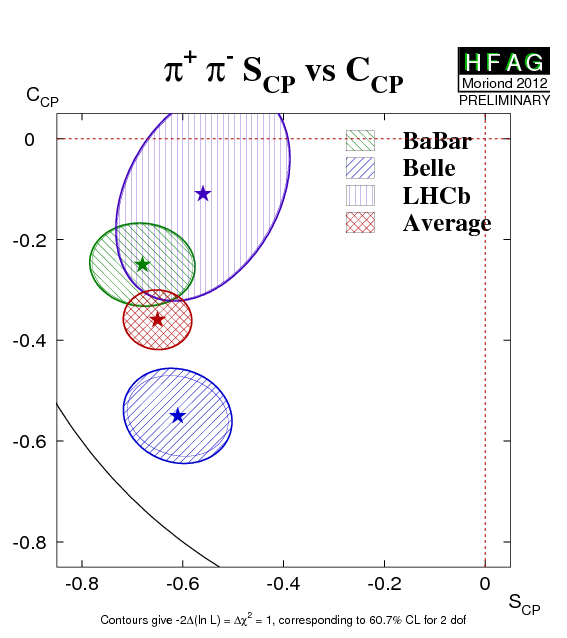 π⁺ π⁻ S_CP vs C_CP
HFAG
Moriond 2012
PRELIMINARY
C_CP
0
-0.2
-0.4
-0.6
-0.8
BaBar
Belle
LHCb
Average
-0.8 -0.6 -0.4 -0.2 0
S_CP
Contours give -2Δ(ln L) = Δχ² = 1, corresponding to 60.7% CL for 2 dof